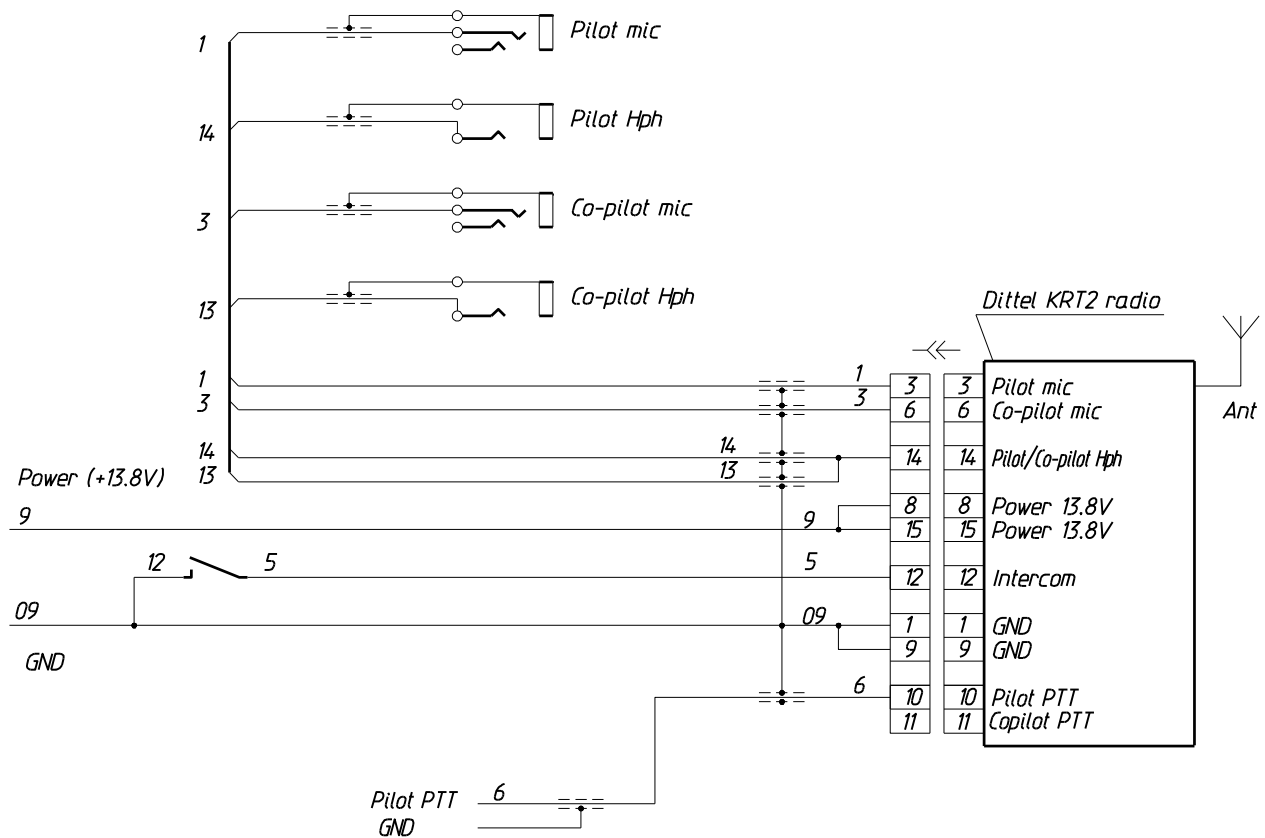 1 Pilot mic
14 Pilot Hph
3 Co-pilot mic
13 Co-pilot Hph
Dittel KRT2 radio
Ant
1 1 3 3 Pilot mic
3 3 6 6 Co-pilot mic
14 14 14 14 Pilot/Co-pilot Hph
13 13
Power (+13.8V)
8 8 Power 13.8V
9 9 15 15 Power 13.8V
12 5 5 12 12 Intercom
09 09 1 1 GND
9 9 GND
GND
6 10 10 Pilot PTT
11 11 Copilot PTT
Pilot PTT 6
GND